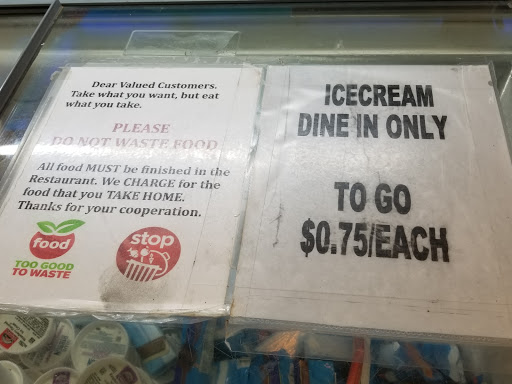 Dear Valued Customers.
Take what you want, but eat
what you take.
PLEASE
DO NOT WASTE FOOD
All food MUST be finished in the
Restaurant. We CHARGE for the
food that you TAKE HOME.
Thanks for your cooperation.
food
TOO GOOD
TO WASTE
stop
ICECREAM
DINE IN ONLY
TO GO
$0.75/EACH